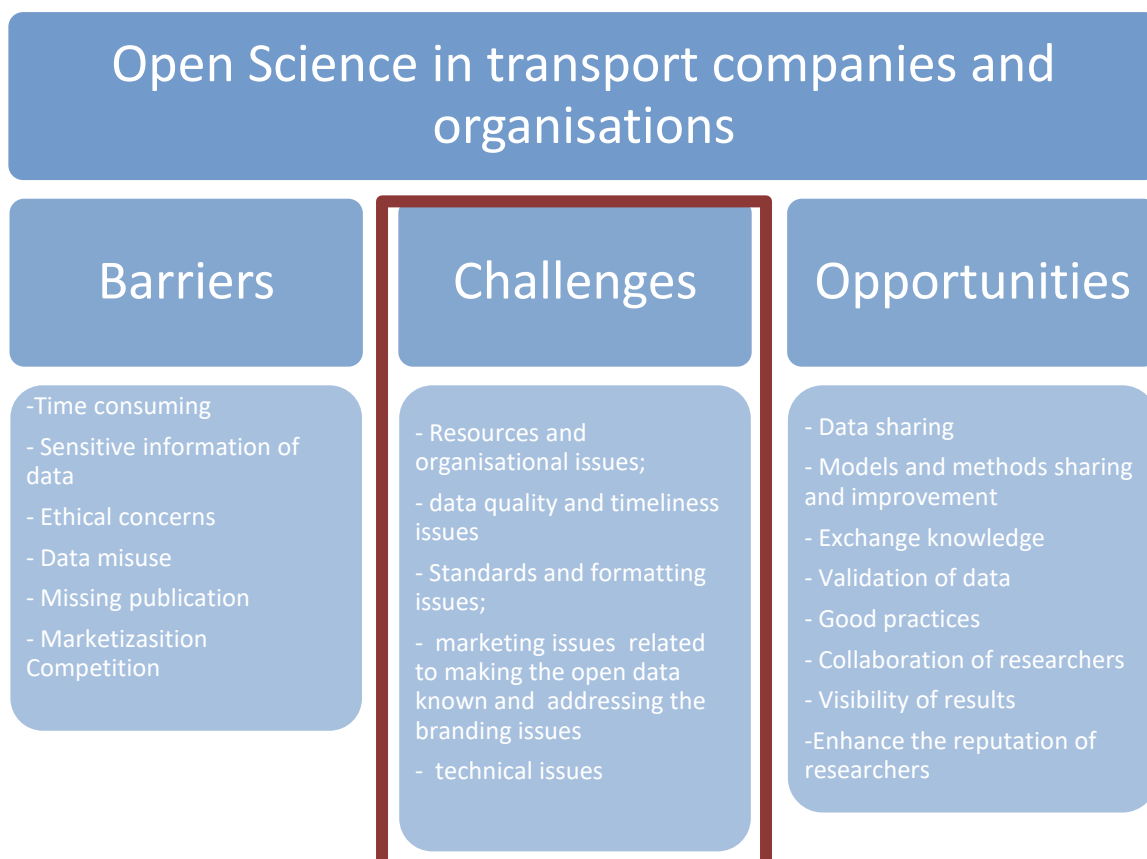 Open Science in transport companies and
organisations
Barriers
-Time consuming
- Sensitive information of
data
- Ethical concerns
- Data misuse
- Missing publication
- Marketizasition
Competition
Challenges
- Resources and
organisational issues;
- data quality and timeliness
issues
- Standards and formatting
issues;
- marketing issues related
to making the open data
known and addressing the
branding issues
- technical issues
Opportunities
- Data sharing
- Models and methods sharing
and improvement
- Exchange knowledge
- Validation of data
- Good practices
- Collaboration of researchers
- Visibility of results
-Enhance the reputation of
researchers